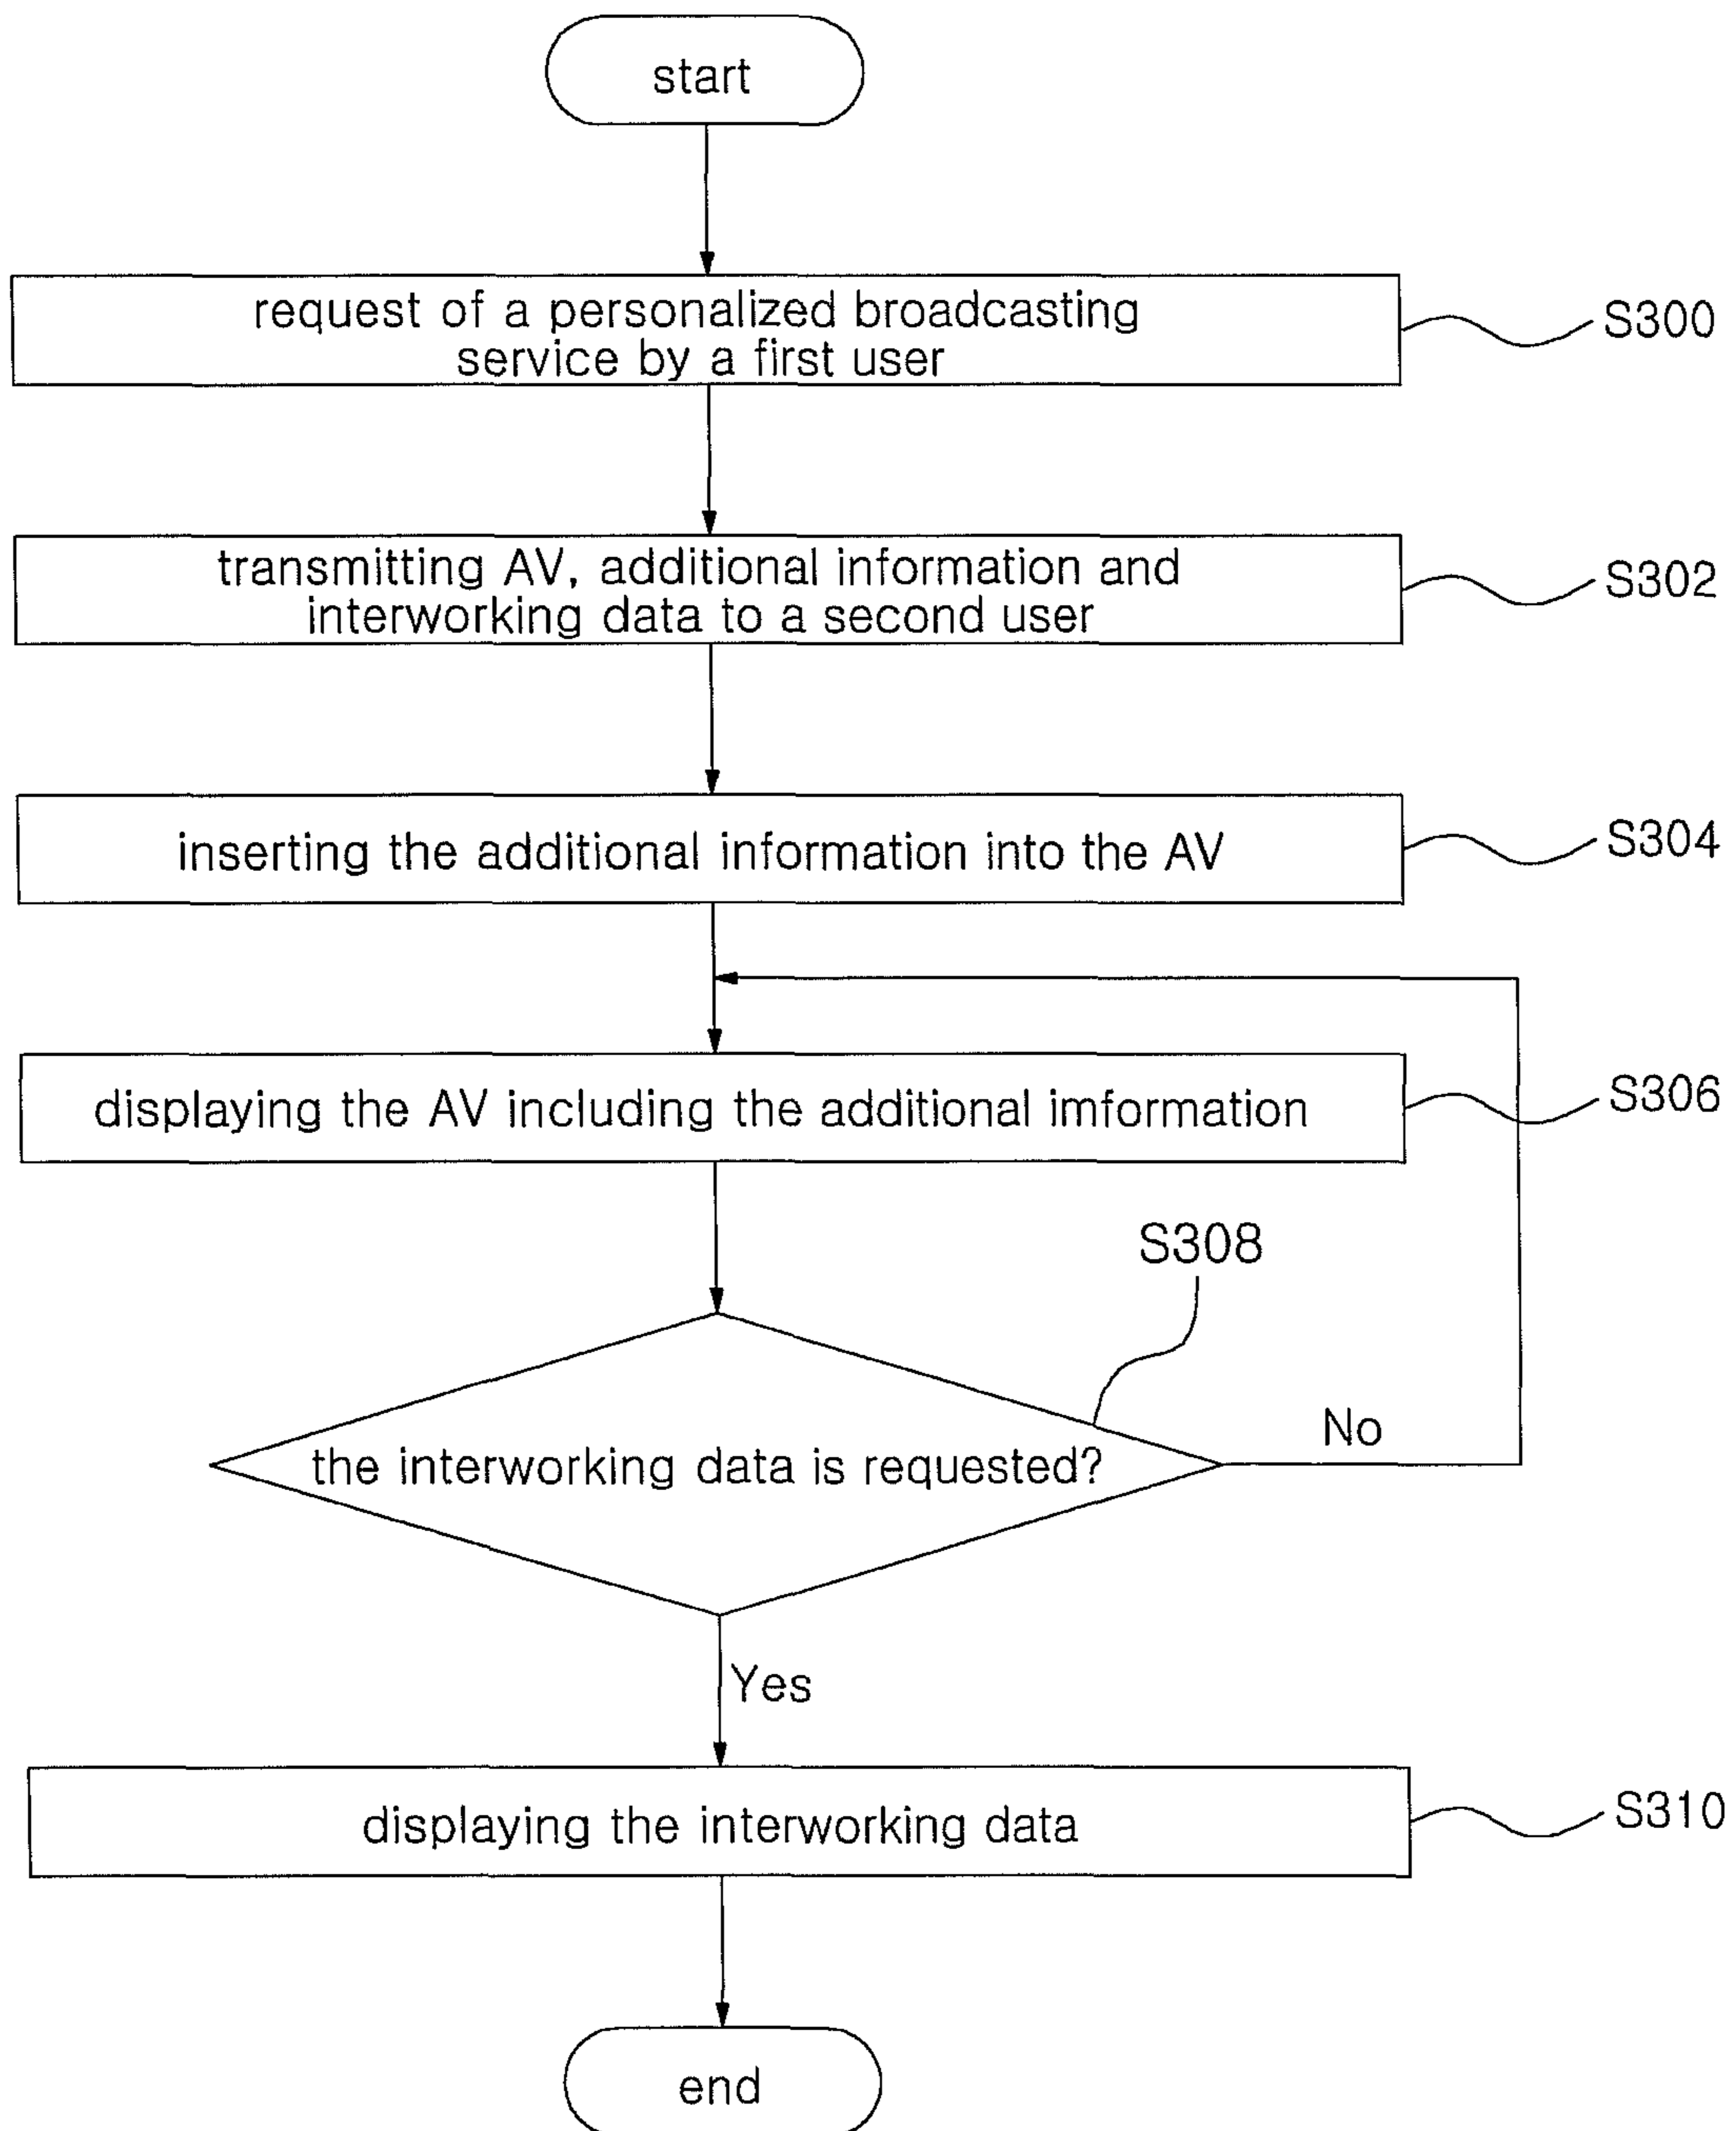 start
request of a personalized broadcasting
service by a first user
S300
transmitting AV, additional information and
interworking data to a second user
S302
inserting the additional information into the AV
S304
displaying the AV including the additional imformation
S306
S308
the interworking data is requested?
No
Yes
displaying the interworking data
S310
end